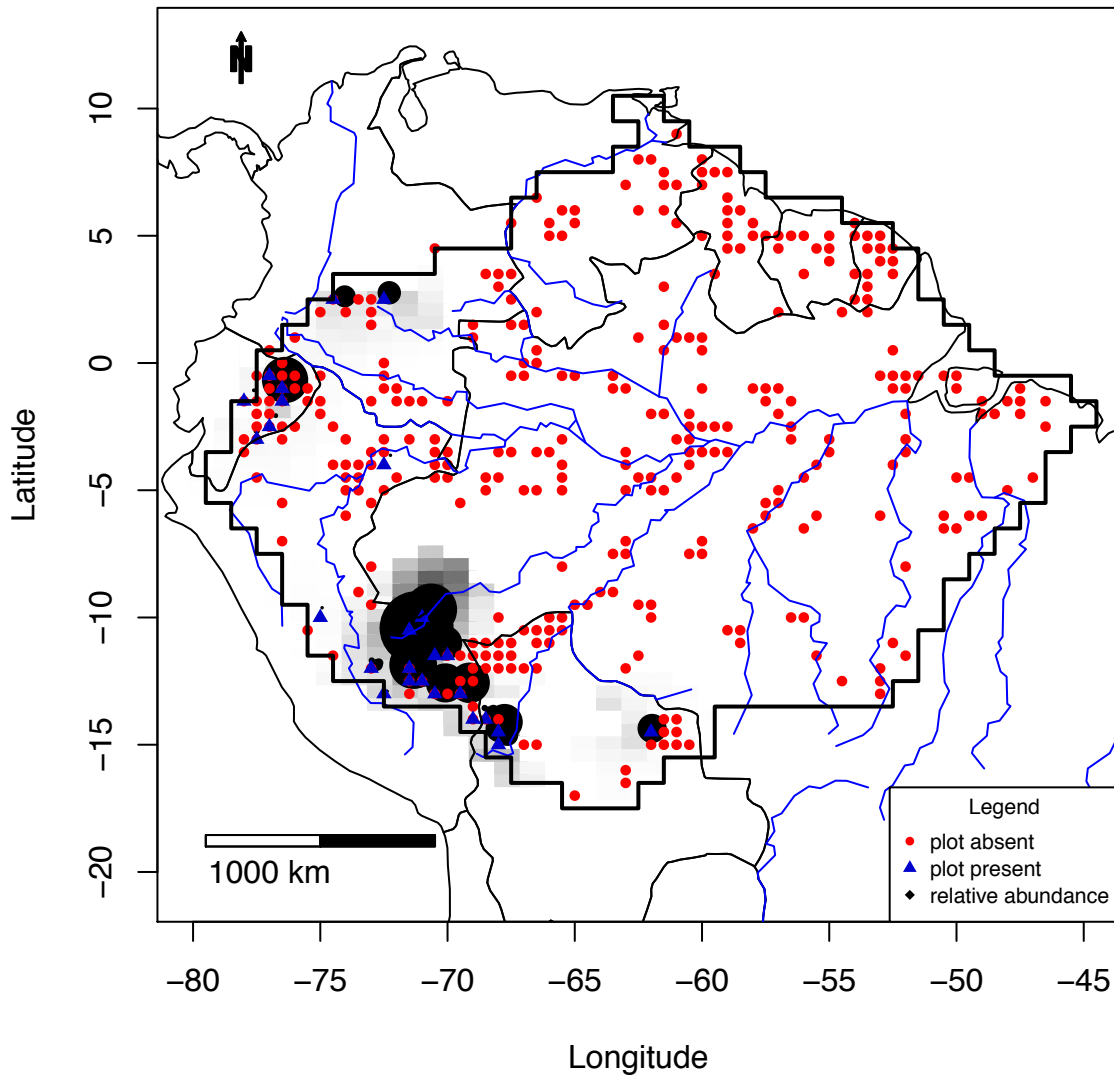 N
10
5
0
−5
−10
−15
−20
Latitude
1000 km
Legend
plot absent
plot present
relative abundance
−80 −75 −70 −65 −60 −55 −50 −45
Longitude